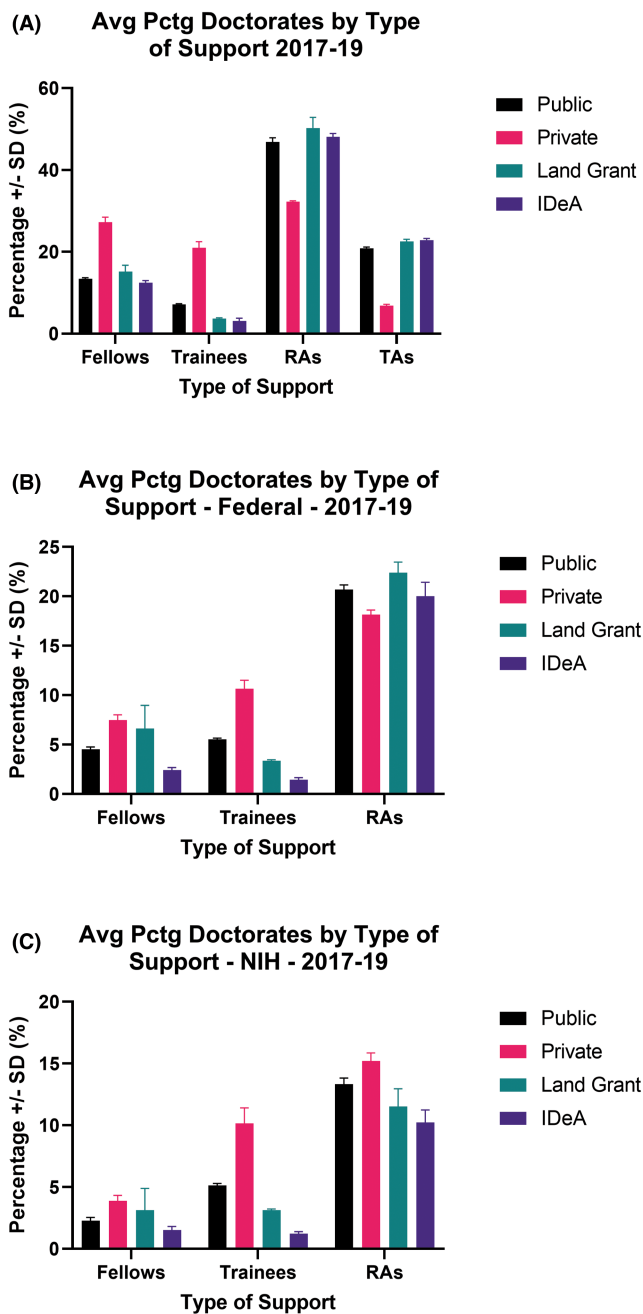 (A)
Avg Pctg Doctorates by Type
of Support 2017-19
Percentage +/- SD (%)
60
40
20
0
Fellows
Trainees
RAs
TAs
Type of Support
Public
Private
Land Grant
IDeA
(B)
Avg Pctg Doctorates by Type of
Support - Federal - 2017-19
Percentage +/- SD (%)
25
20
15
10
5
0
Fellows
Trainees
RAs
Type of Support
Public
Private
Land Grant
IDeA
(C)
Avg Pctg Doctorates by Type of
Support - NIH - 2017-19
Percentage +/- SD (%)
20
15
10
5
0
Fellows
Trainees
RAs
Type of Support
Public
Private
Land Grant
IDeA